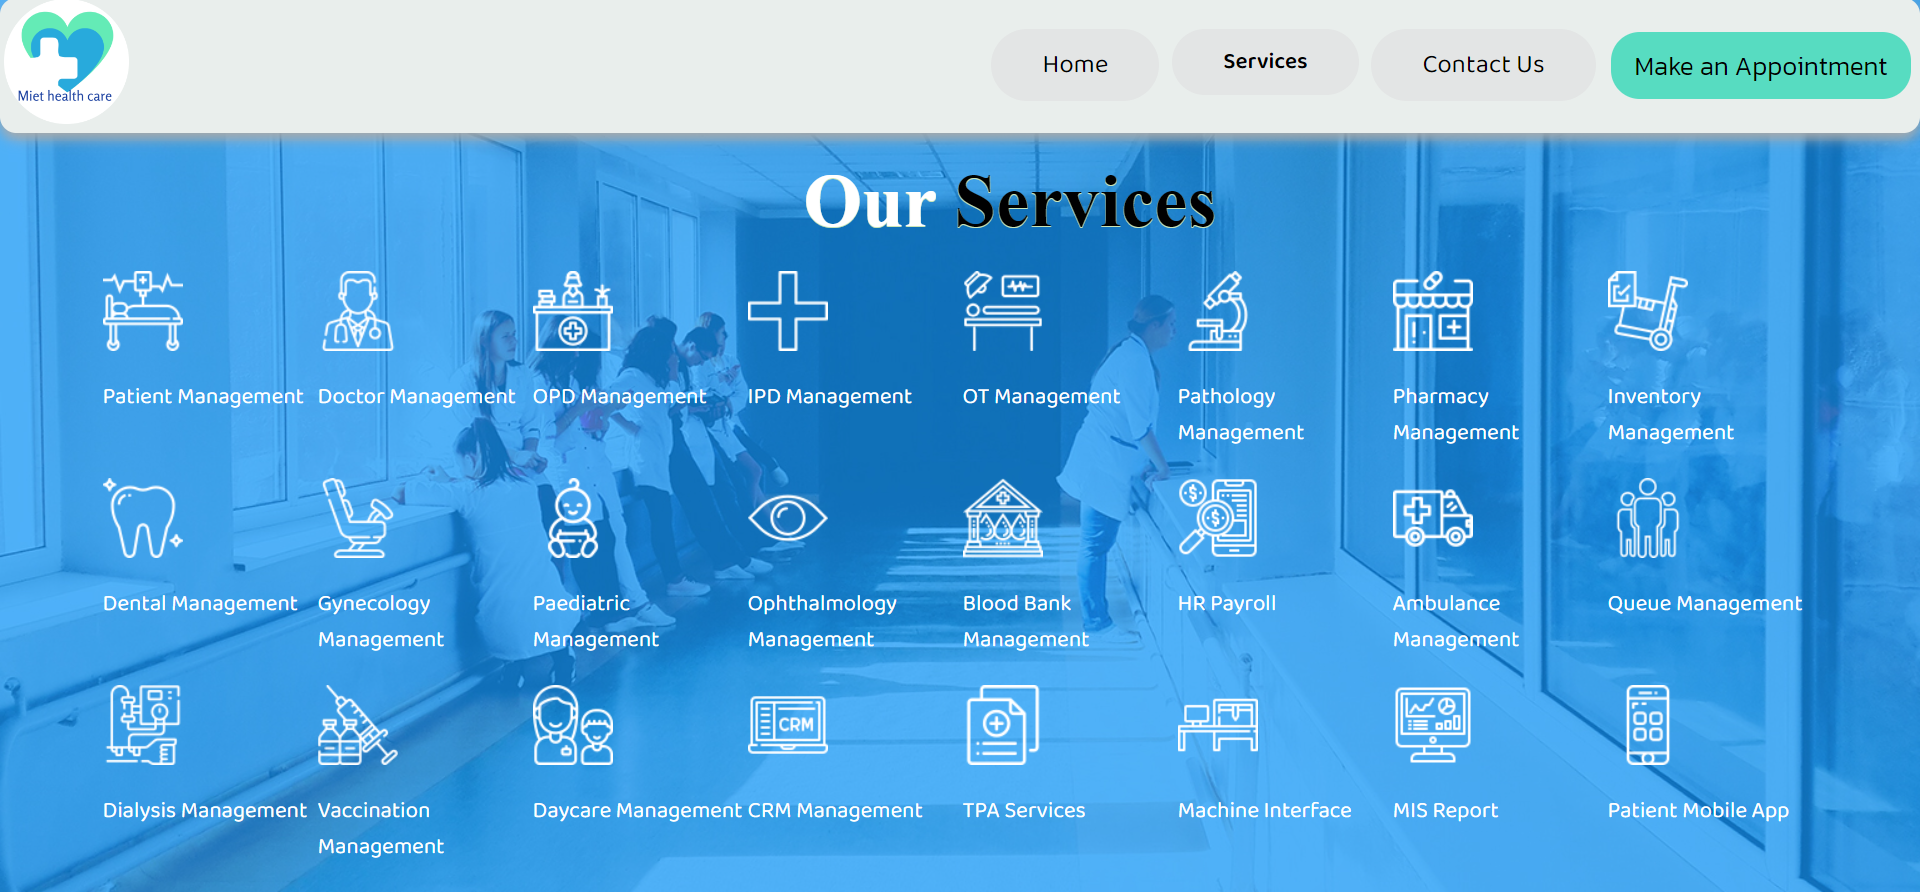 Miet health care
Home
Services
Contact Us
Make an Appointment
Our Services
Patient Management
Doctor Management
OPD Management
IPD Management
OT Management
Pathology
Management
Pharmacy
Management
Inventory
Management
Dental Management
Gynecology
Management
Paediatric
Management
Ophthalmology
Management
Blood Bank
Management
HR Payroll
Ambulance
Management
Queue Management
Dialysis Management
Vaccination
Management
Daycare Management
CRM
CRM Management
TPA Services
Machine Interface
MIS Report
Patient Mobile App